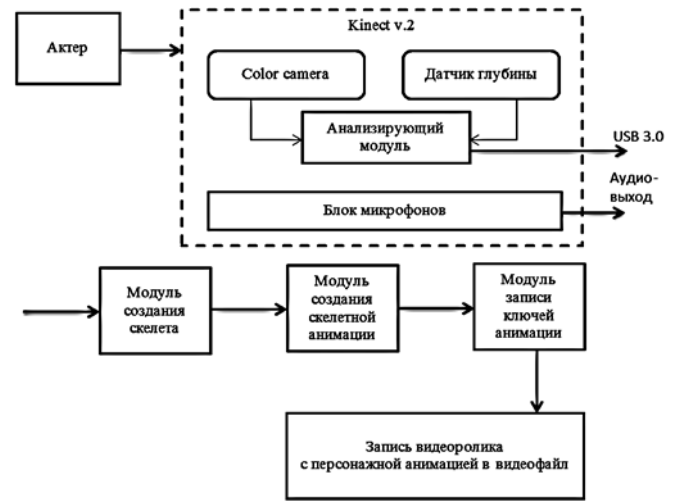 Kinect v.2
Актер
Color camera
Датчик глубины
Анализирующий
модуль
USB 3.0
Аудио-
выход
Блок микрофонов
Модуль
создания
скелета
Модуль
создания
скелетной
анимации
Модуль
записи
ключей
анимации
Запись видеоролика
с персонажной анимацией в видеофайл